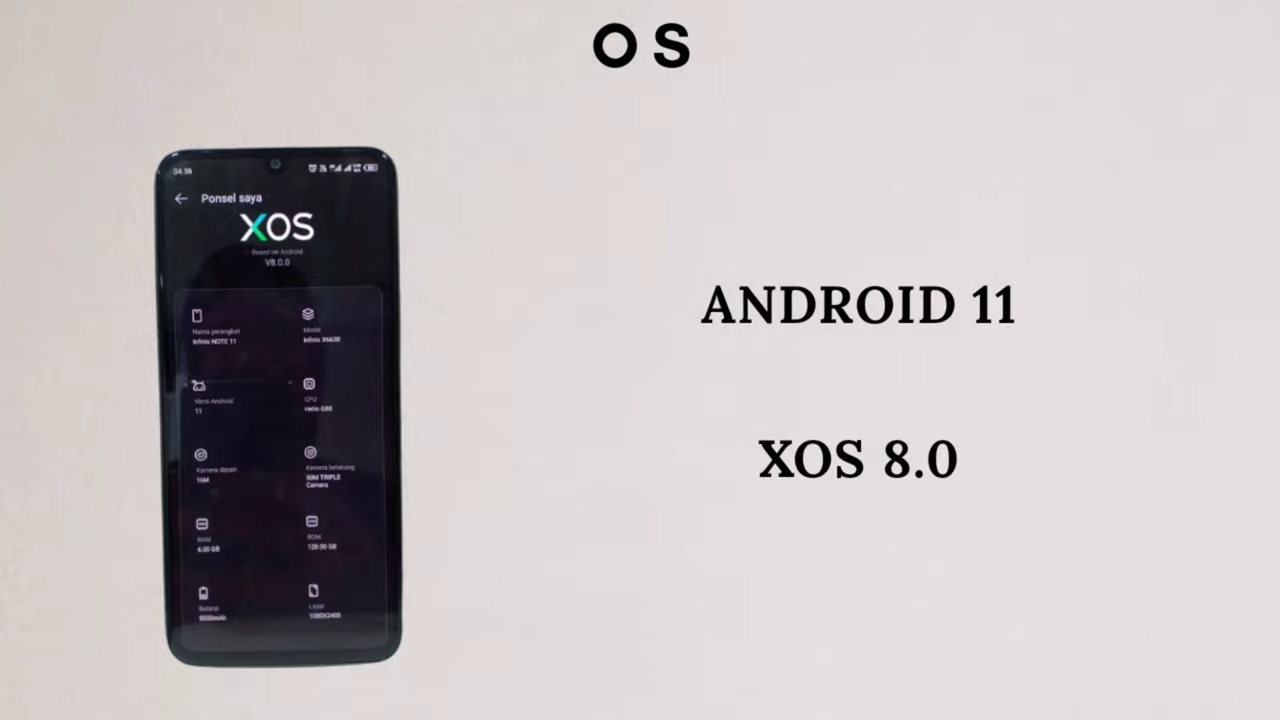 OS
04.56
Ponsel saya
XOS
Based on Android
V8.0.0
Nama perangkat
Infinix NOTE 11
Model
Infinix X663B
Versi Android
11
CPU
Helio G88
Kamera depan
16M
Kamera belakang
50M TRIPLE
Camera
RAM
6.00 GB
ROM
128.00 GB
Baterai
5000mAh
Layar
1080X2400
ANDROID 11
XOS 8.0